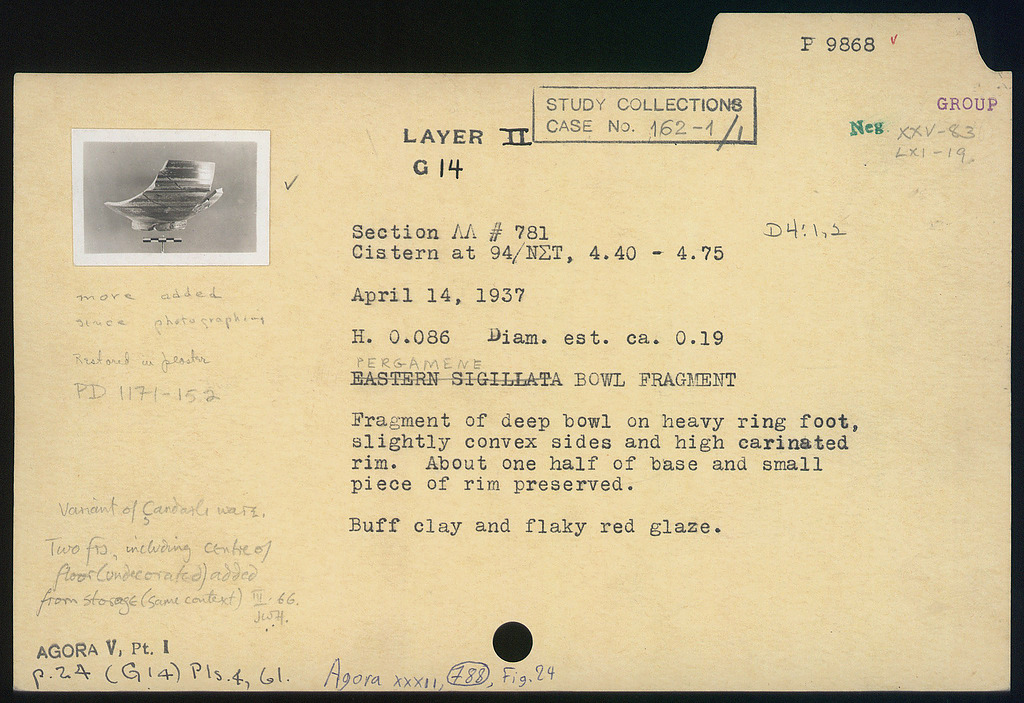 P 9868 ✓
STUDY COLLECTIONS
CASE No. 162-1/1
GROUP
Neg XXV-83
LXI-19
LAYER II
G 14
✓
Section ΛΛ # 781
D4:1,2
Cistern at 94/ΝΣΤ, 4.40 - 4.75
April 14, 1937
H. 0.086 Diam. est. ca. 0.19
PERGAMENE
EASTERN SIGILLATA BOWL FRAGMENT
Fragment of deep bowl on heavy ring foot,
slightly convex sides and high carinated
rim. About one half of base and small
piece of rim preserved.
Buff clay and flaky red glaze.
more added
since photographing
Restored in plaster
PD 1171-152
Variant of Çandarli ware.
Two frs, including centre of
floor (undecorated) added
from storage (same context) III·66.
JWH.
AGORA V, Pt. I
p. 24 (G14) Pls. 4, 61.
Agora XXXII, 788, Fig. 24